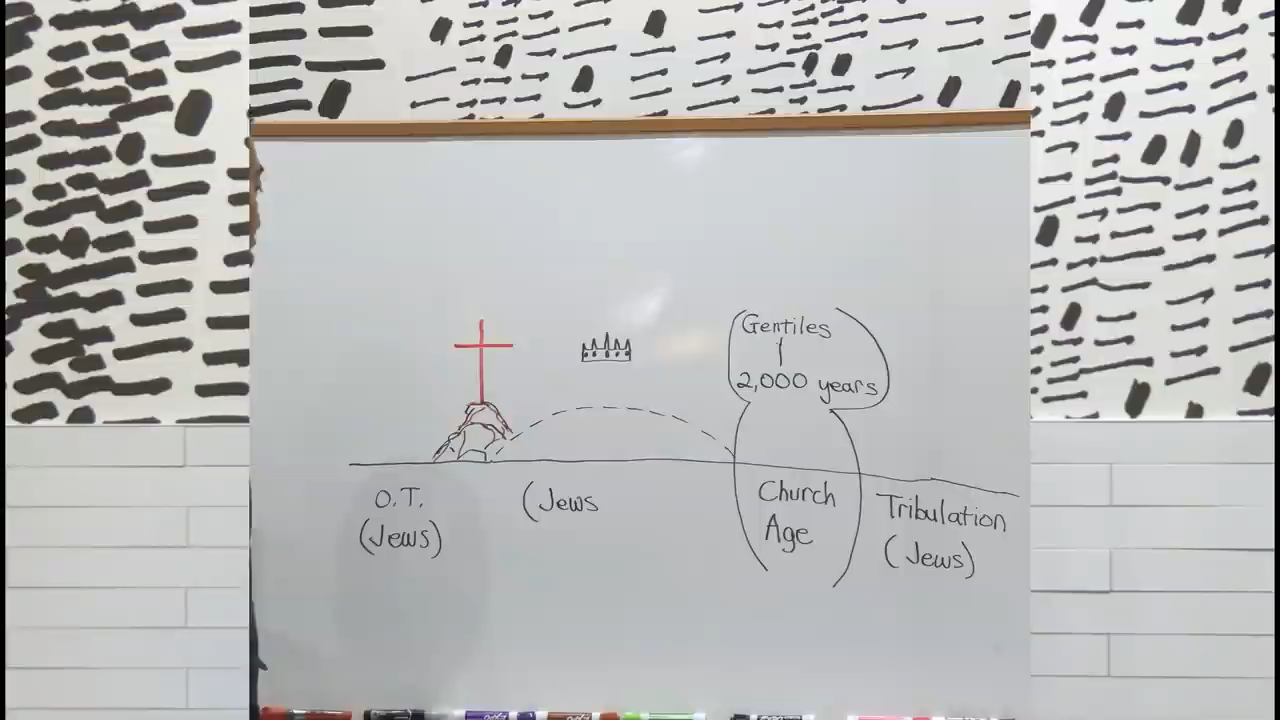 Gentiles
2,000 years
O.T.
(Jews)
(Jews
Church
Age
Tribulation
(Jews)